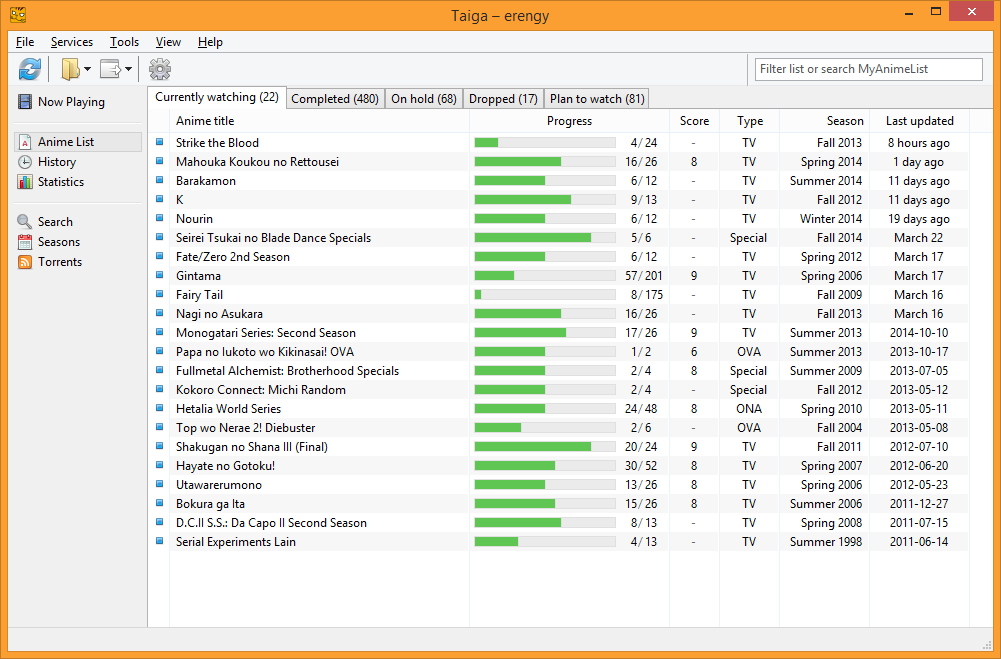 Taiga – erengy
File Services Tools View Help
Filter list or search MyAnimeList
Now Playing
Anime List
History
Statistics
Search
Seasons
Torrents
Currently watching (22) Completed (480) On hold (68) Dropped (17) Plan to watch (81)
Anime title Progress Score Type Season Last updated
Strike the Blood 4/24 - TV Fall 2013 8 hours ago
Mahouka Koukou no Rettousei 16/26 8 TV Spring 2014 1 day ago
Barakamon 6/12 - TV Summer 2014 11 days ago
K 9/13 - TV Fall 2012 11 days ago
Nourin 6/12 - TV Winter 2014 19 days ago
Seirei Tsukai no Blade Dance Specials 5/6 - Special Fall 2014 March 22
Fate/Zero 2nd Season 6/12 - TV Spring 2012 March 17
Gintama 57/201 9 TV Spring 2006 March 17
Fairy Tail 8/175 - TV Fall 2009 March 16
Nagi no Asukara 16/26 - TV Fall 2013 March 16
Monogatari Series: Second Season 17/26 9 TV Summer 2013 2014-10-10
Papa no Iukoto wo Kikinasai! OVA 1/2 6 OVA Summer 2013 2013-10-17
Fullmetal Alchemist: Brotherhood Specials 2/4 8 Special Summer 2009 2013-07-05
Kokoro Connect: Michi Random 2/4 - Special Fall 2012 2013-05-12
Hetalia World Series 24/48 8 ONA Spring 2010 2013-05-11
Top wo Nerae 2! Diebuster 2/6 - OVA Fall 2004 2013-05-08
Shakugan no Shana III (Final) 20/24 9 TV Fall 2011 2012-07-10
Hayate no Gotoku! 30/52 8 TV Spring 2007 2012-06-20
Utawarerumono 13/26 8 TV Spring 2006 2012-05-23
Bokura ga Ita 15/26 8 TV Summer 2006 2011-12-27
D.C.II S.S.: Da Capo II Second Season 8/13 - TV Spring 2008 2011-07-15
Serial Experiments Lain 4/13 - TV Summer 1998 2011-06-14